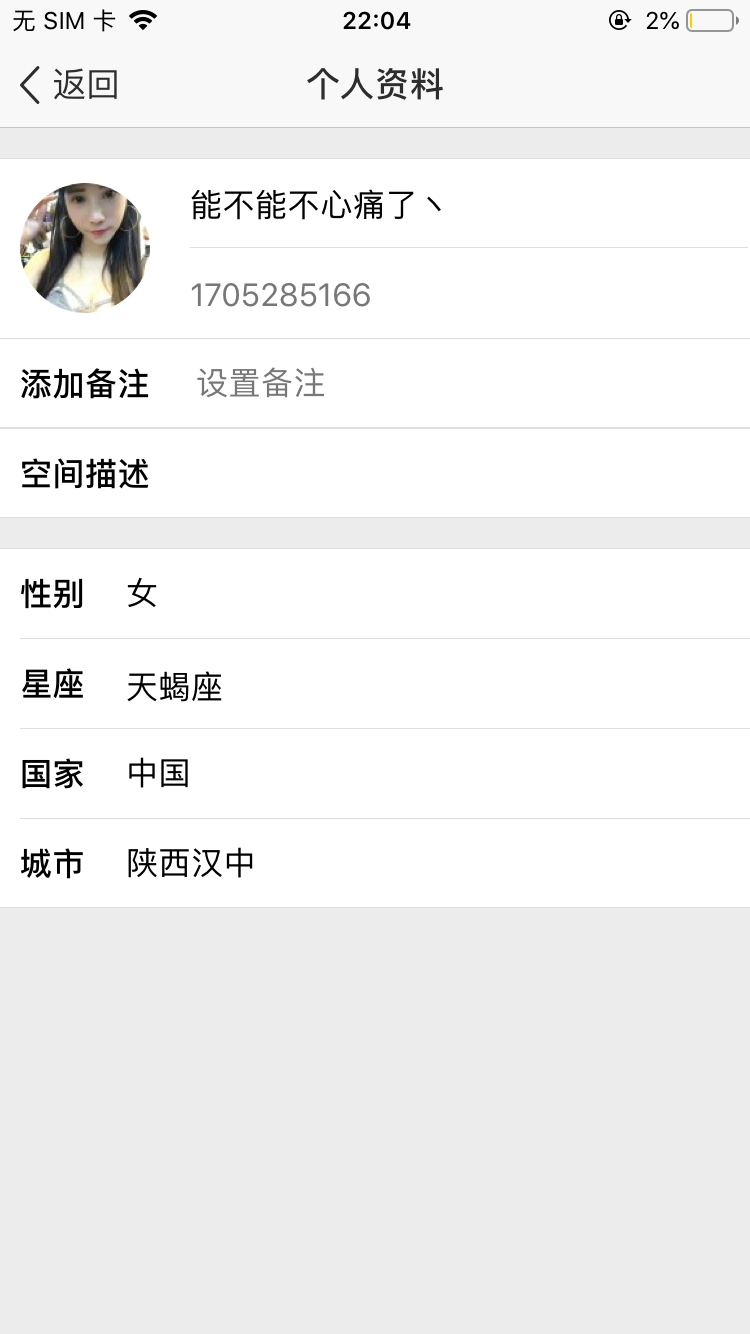 无 SIM 卡 22:04 2%
返回 个人资料
能不能不心痛了丶
1705285166
添加备注 设置备注
空间描述
性别 女
星座 天蝎座
国家 中国
城市 陕西汉中